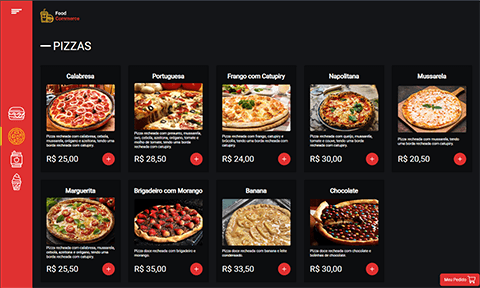 Food
Commerce
PIZZAS
Calabresa
Portuguesa
Frango com Catupiry
Napolitana
Mussarela
Pizza recheada com calabresa, cebola,
mussarela, orégano e azeitona, tendo
uma borda recheada com catupiry.
Pizza recheada com presunto, mussarela,
ovo, cebola, azeitona, orégano, tomate e
molho de tomate, tendo uma borda
recheada com catupiry.
Pizza recheada com frango, catupiry e
brócolis, tendo uma borda recheada
com catupiry.
Pizza recheada com queijo, mussarela,
tomate e couve, tendo uma borda
recheada com catupiry.
Pizza recheada com mussarela, tendo
uma borda recheada com catupiry.
R$ 25,00
R$ 28,50
R$ 24,00
R$ 30,00
R$ 20,50
Marguerita
Brigadeiro com Morango
Banana
Chocolate
Pizza recheada com calabresa, mussarela,
cebola, azeitona e orégano, tendo
uma borda recheada com catupiry.
Pizza doce recheada com brigadeiro e
morango.
Pizza doce recheada com banana e leite
condensado.
Pizza doce recheada com chocolate e
bolinhas de chocolate.
R$ 25,50
R$ 35,00
R$ 33,50
R$ 30,00
Meu Pedido